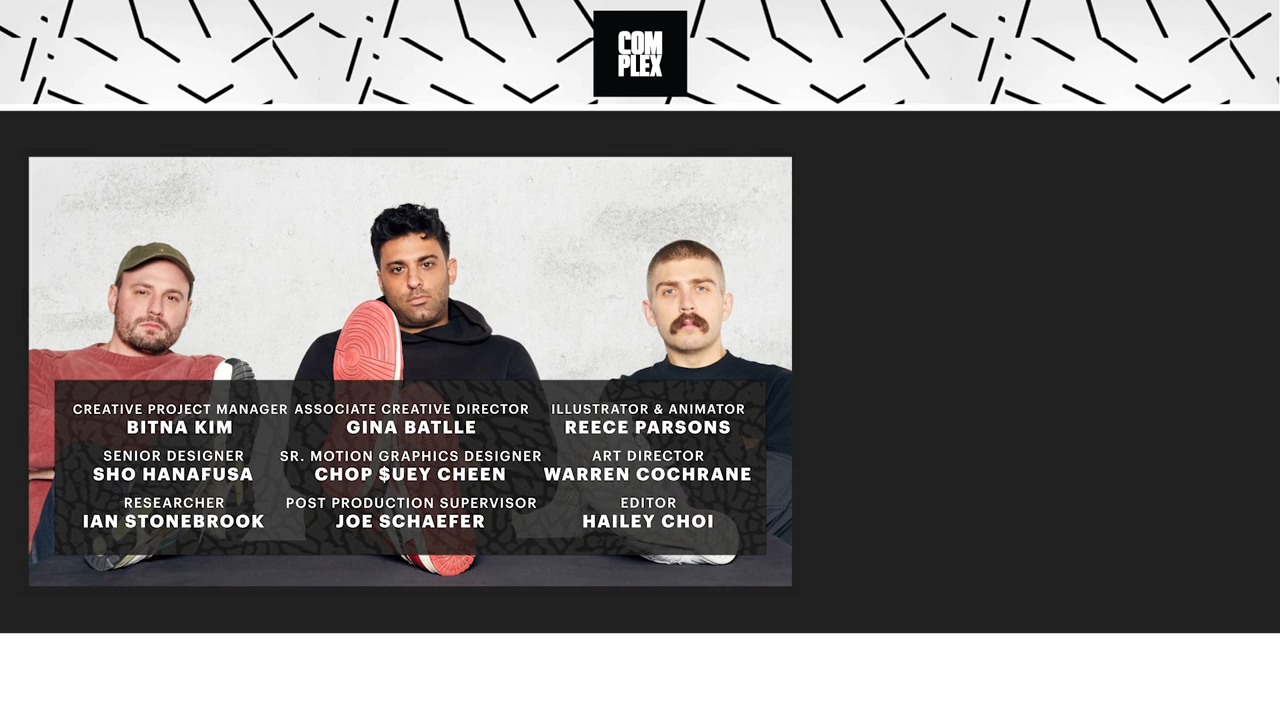 COM
PLEX
CREATIVE PROJECT MANAGER
BITNA KIM
ASSOCIATE CREATIVE DIRECTOR
GINA BATLLE
ILLUSTRATOR & ANIMATOR
REECE PARSONS
SENIOR DESIGNER
SHO HANAFUSA
SR. MOTION GRAPHICS DESIGNER
CHOP $UEY CHEEN
ART DIRECTOR
WARREN COCHRANE
RESEARCHER
IAN STONEBROOK
POST PRODUCTION SUPERVISOR
JOE SCHAEFER
EDITOR
HAILEY CHOI